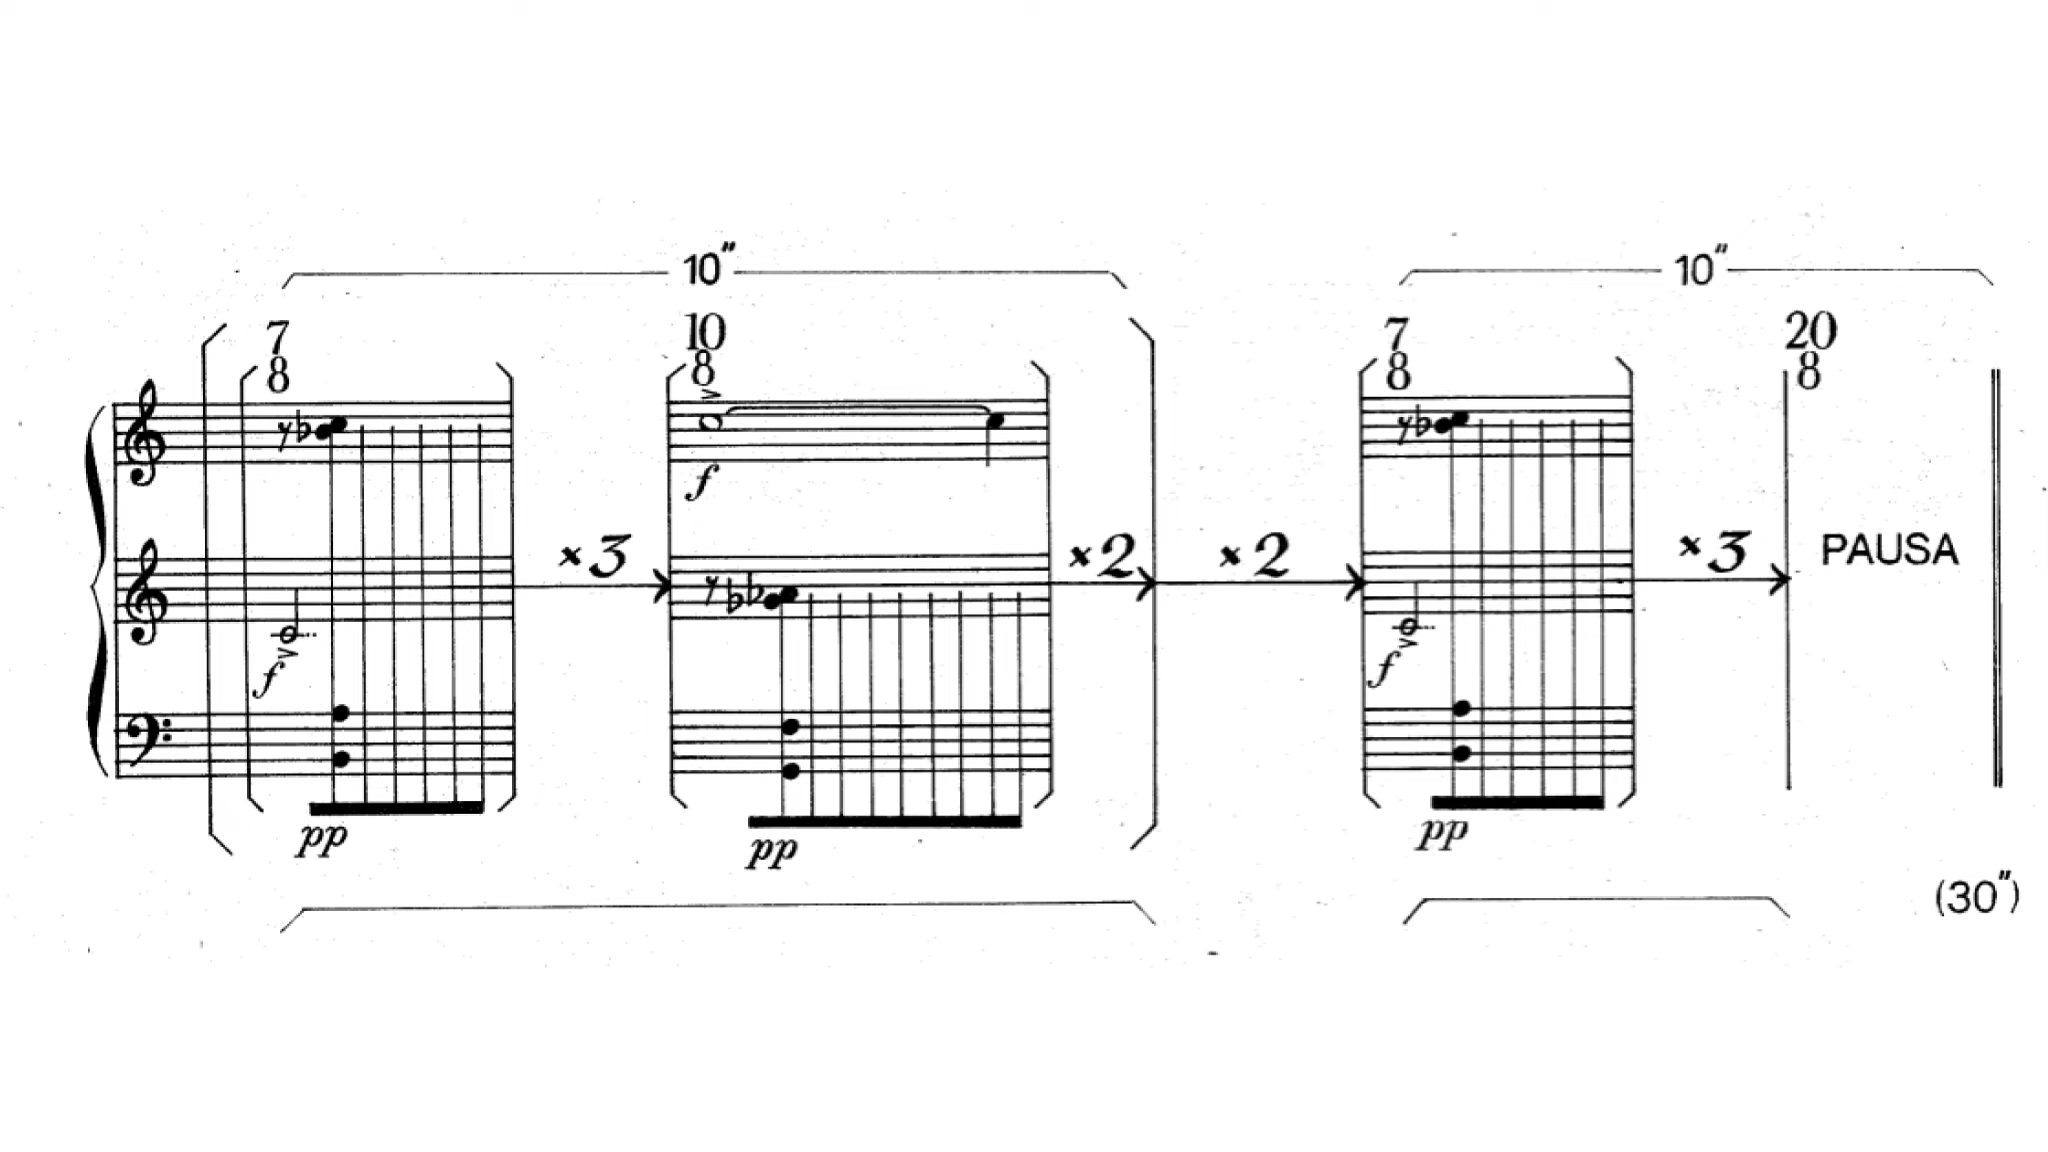 10″ 10″
7 10 7 20
8 8 8 8
f
×3 ×2 ×2 ×3 PAUSA
f f
pp pp pp
(30″)